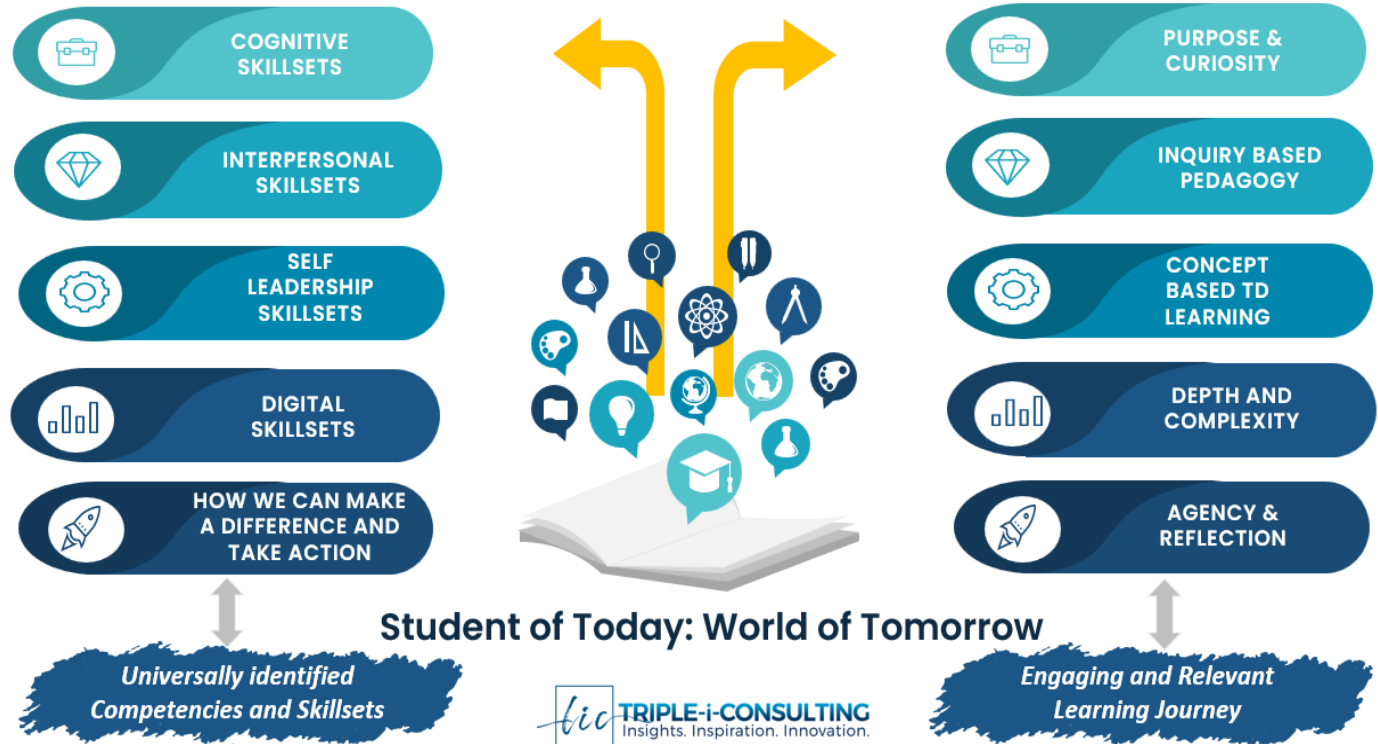 COGNITIVE
SKILLSETS
INTERPERSONAL
SKILLSETS
SELF
LEADERSHIP
SKILLSETS
DIGITAL
SKILLSETS
HOW WE CAN MAKE
A DIFFERENCE AND
TAKE ACTION
Universally identified
Competencies and Skillsets
PURPOSE &
CURIOSITY
INQUIRY BASED
PEDAGOGY
CONCEPT
BASED TD
LEARNING
DEPTH AND
COMPLEXITY
AGENCY &
REFLECTION
Engaging and Relevant
Learning Journey
Student of Today: World of Tomorrow
tic
TRIPLE-i-CONSULTING
Insights. Inspiration. Innovation.